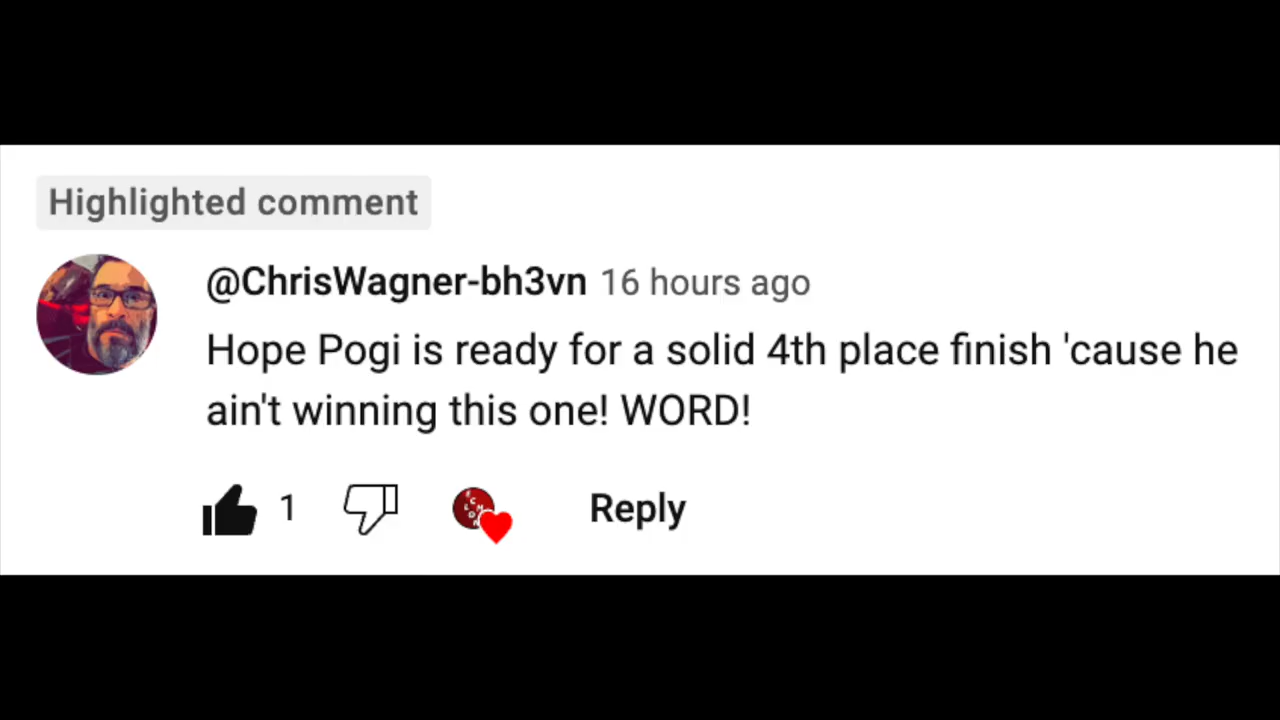 Highlighted comment
@ChrisWagner-bh3vn 16 hours ago
Hope Pogi is ready for a solid 4th place finish 'cause he
ain't winning this one! WORD!
1
Reply